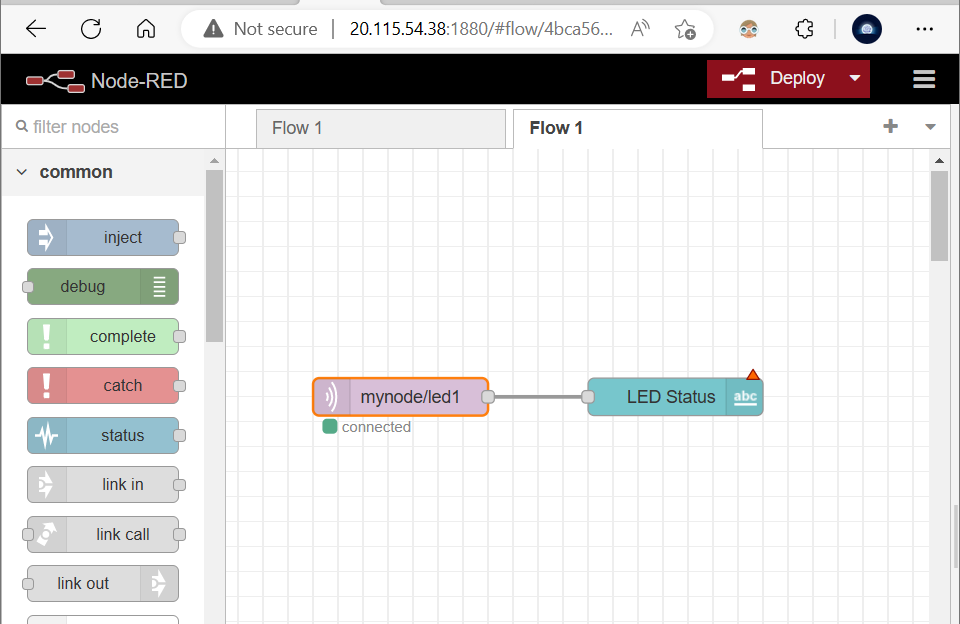 Not secure | 20.115.54.38:1880/#flow/4bca56... A
Node-RED
Deploy
filter nodes
Flow 1
Flow 1
common
inject
debug
complete
catch
status
link in
link call
link out
mynode/led1
connected
LED Status
abc